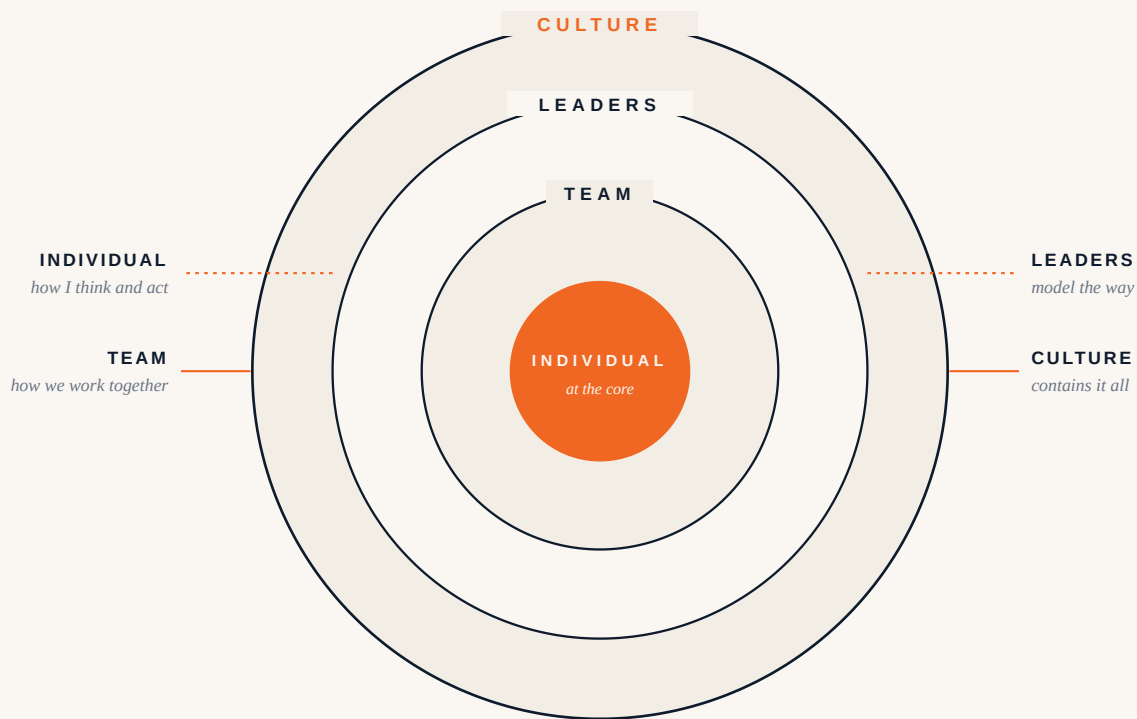 CULTURE
LEADERS
TEAM
INDIVIDUAL
how I think and act
TEAM
how we work together
INDIVIDUAL
at the core
LEADERS
model the way
CULTURE
contains it all